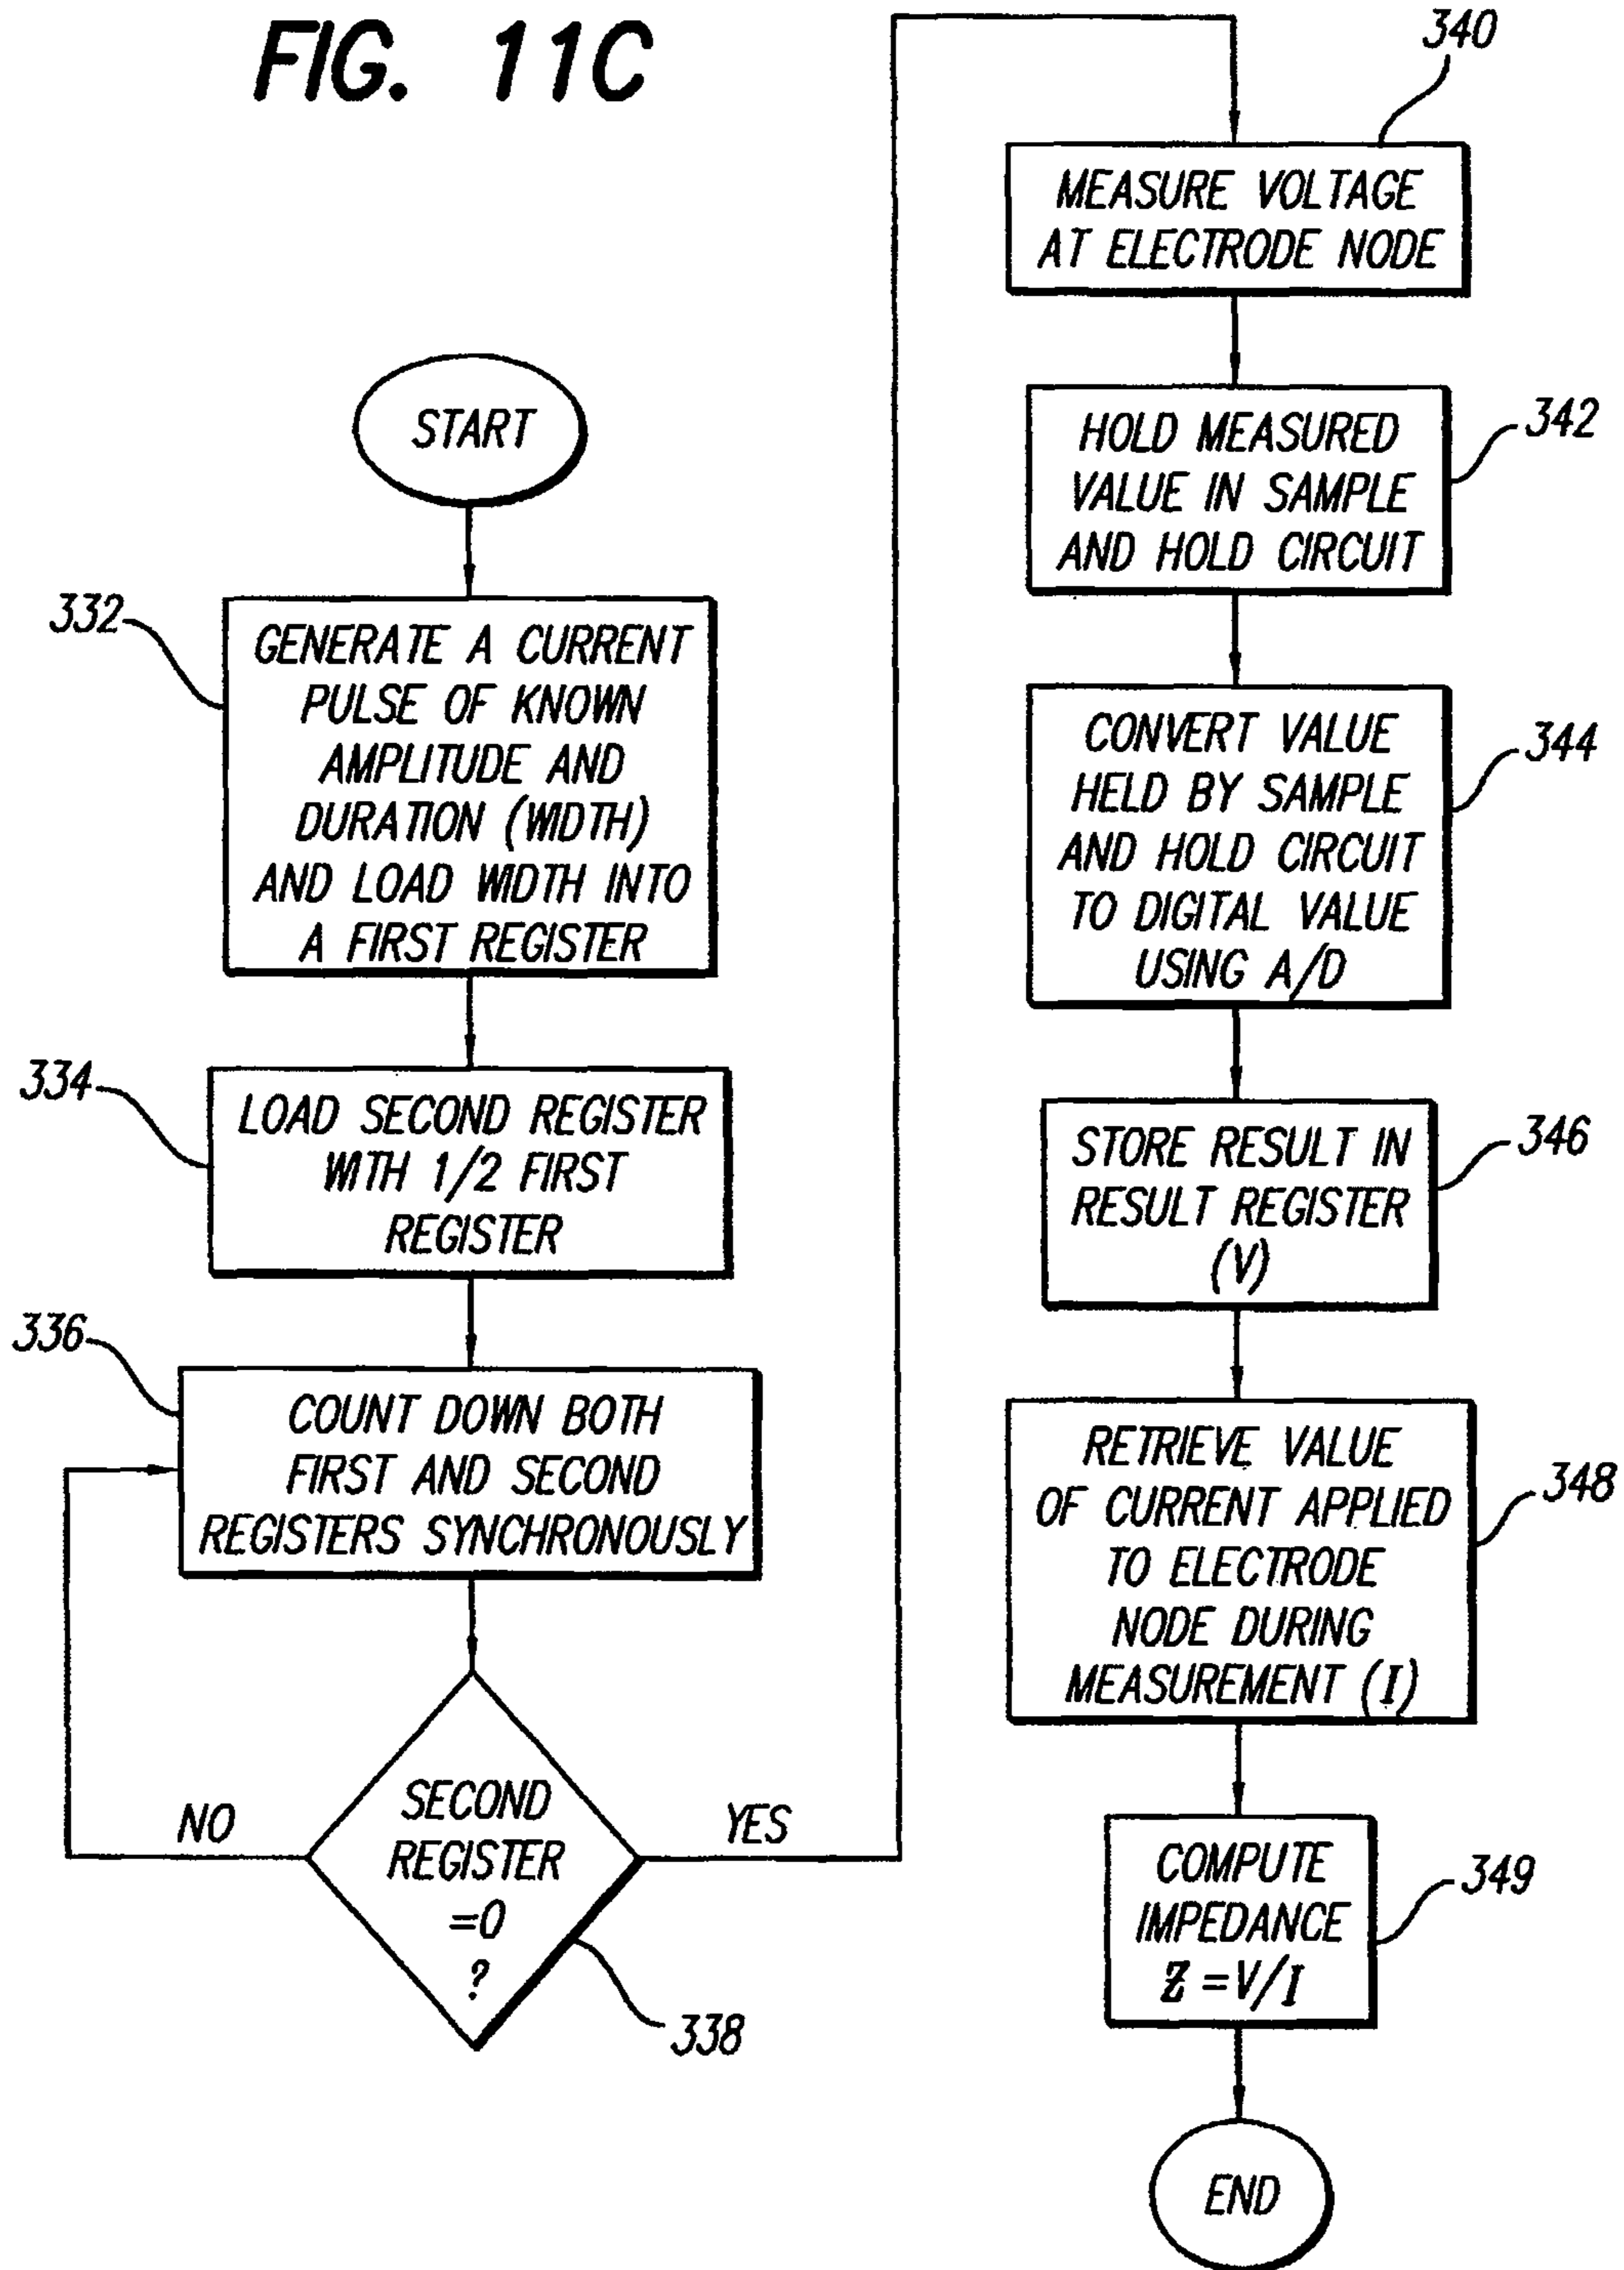 FIG. 11C
START
332
GENERATE A CURRENT
PULSE OF KNOWN
AMPLITUDE AND
DURATION (WIDTH)
AND LOAD WIDTH INTO
A FIRST REGISTER
334
LOAD SECOND REGISTER
WITH 1/2 FIRST
REGISTER
336
COUNT DOWN BOTH
FIRST AND SECOND
REGISTERS SYNCHRONOUSLY
SECOND
REGISTER
=0
?
NO
YES
338
340
MEASURE VOLTAGE
AT ELECTRODE NODE
342
HOLD MEASURED
VALUE IN SAMPLE
AND HOLD CIRCUIT
344
CONVERT VALUE
HELD BY SAMPLE
AND HOLD CIRCUIT
TO DIGITAL VALUE
USING A/D
346
STORE RESULT IN
RESULT REGISTER
(V)
348
RETRIEVE VALUE
OF CURRENT APPLIED
TO ELECTRODE
NODE DURING
MEASUREMENT (I)
349
COMPUTE
IMPEDANCE
Z =V/I
END